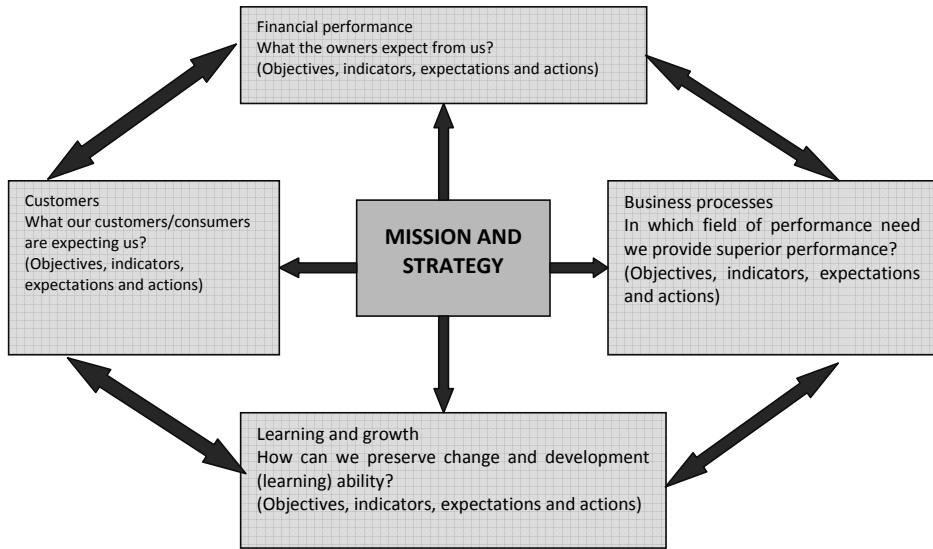 Financial performance
What the owners expect from us?
(Objectives, indicators, expectations and actions)
Customers
What our customers/consumers
are expecting us?
(Objectives, indicators,
expectations and actions)
MISSION AND
STRATEGY
Business processes
In which field of performance need
we provide superior performance?
(Objectives, indicators, expectations
and actions)
Learning and growth
How can we preserve change and development
(learning) ability?
(Objectives, indicators, expectations and actions)